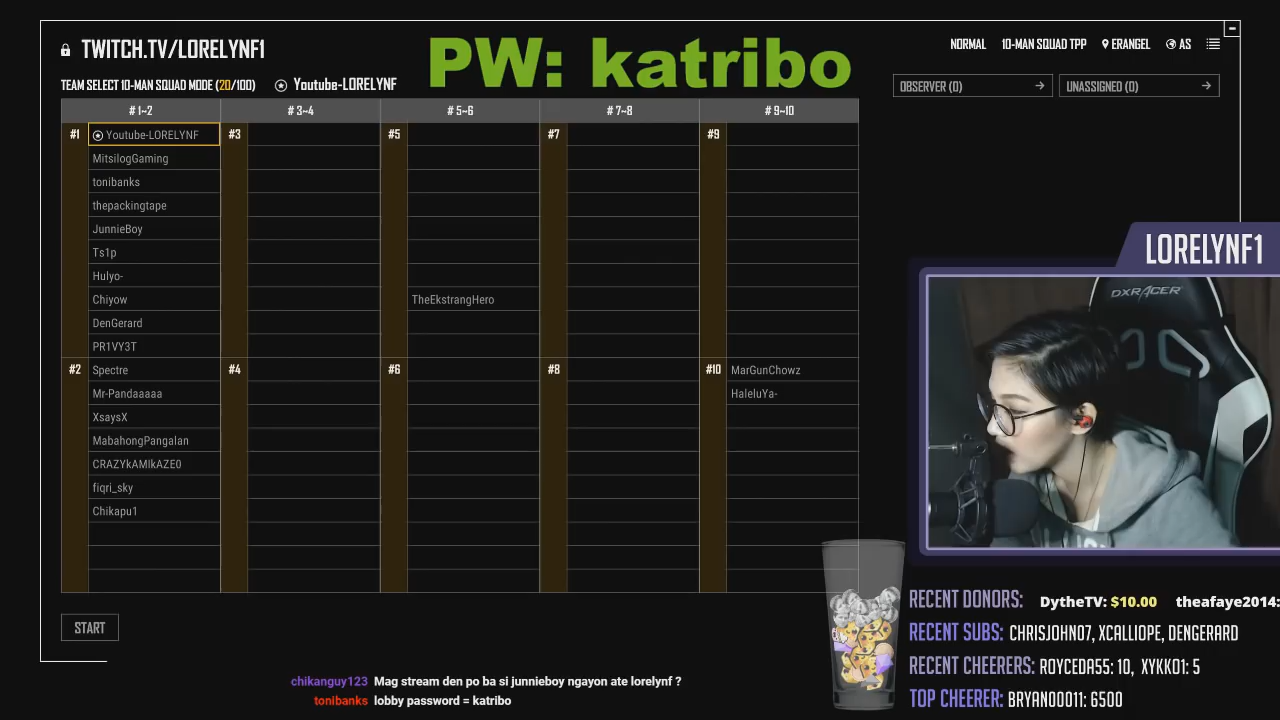 TWITCH.TV/LORELYNF1
PW: katribo
NORMAL 10-MAN SQUAD TPP ERANGEL AS
TEAM SELECT 10-MAN SQUAD MODE (20/100) Youtube-LORELYNF
OBSERVER (0) UNASSIGNED (0)
# 1~2 # 3~4 # 5~6 # 7~8 # 9~10
#1 Youtube-LORELYNF #3 #5 #7 #9
MitsilogGaming
tonibanks
thepackingtape
JunnieBoy
Ts1p
Hulyo-
Chiyow TheEkstrangHero
DenGerard
PR1VY3T
#2 Spectre #4 #6 #8 #10 MarGunChowz
Mr-Pandaaaaa HaleluYa-
XsaysX
MabahongPangalan
CRAZYkAMIkAZE0
fiqri_sky
Chikapu1
START
LORELYNF1
DXRACER
RECENT DONORS: DytheTV: $10.00 theafaye2014:
RECENT SUBS: CHRISJOHN07, XCALLIOPE, DENGERARD
RECENT CHEERERS: ROYCEDA55: 10, XYKK01: 5
TOP CHEERER: BRYAN00011: 6500
chikanguy123 Mag stream den po ba si junnieboy ngayon ate lorelynf ?
tonibanks lobby password = katribo